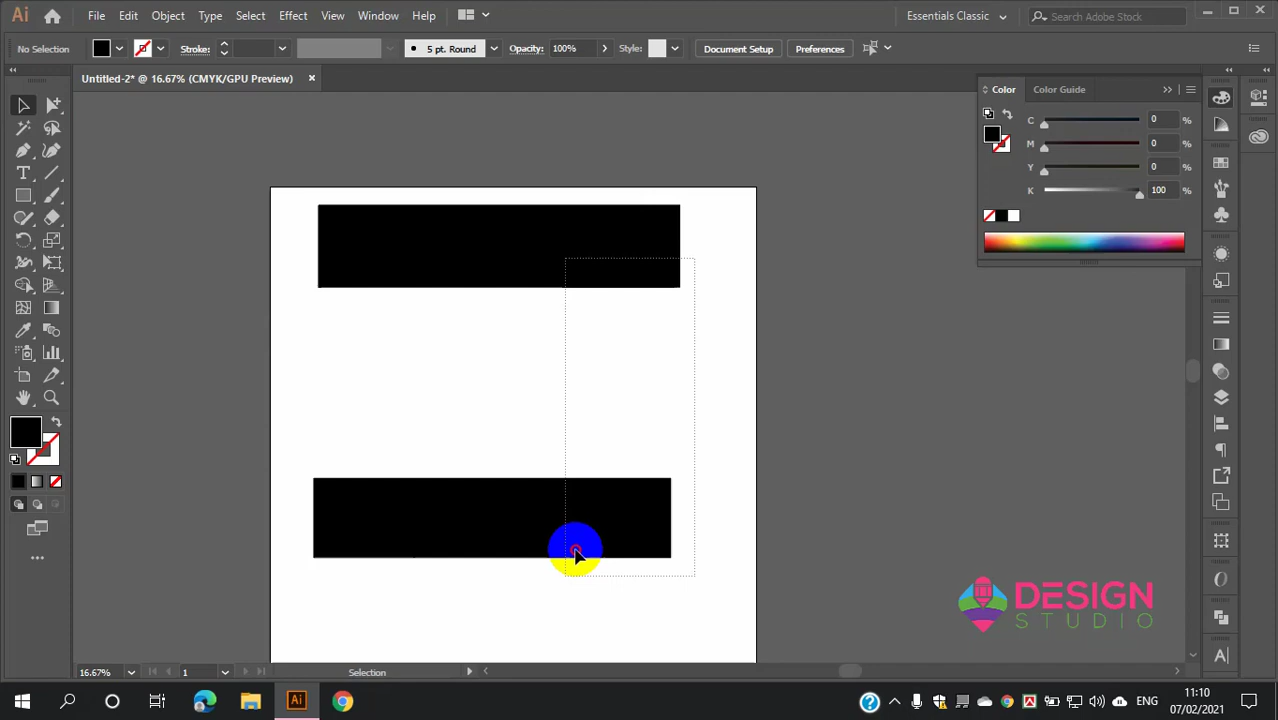 Ai File Edit Object Type Select Effect View Window Help Essentials Classic Search Adobe Stock
No Selection Stroke: 5 pt. Round Opacity: 100% Style: Document Setup Preferences
Untitled-2* @ 16.67% (CMYK/GPU Preview)
Color Color Guide
C 0 %
M 0 %
Y 0 %
K 100 %
T
DESIGN
STUDIO
A
16.67% 1 Selection
Ai ENG 11:10
07/02/2021